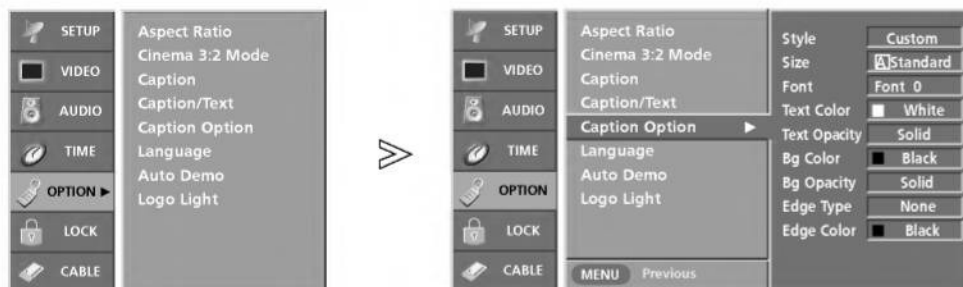 SETUP
VIDEO
AUDIO
TIME
OPTION ▶
LOCK
CABLE
Aspect Ratio
Cinema 3:2 Mode
Caption
Caption/Text
Caption Option
Language
Auto Demo
Logo Light
SETUP
VIDEO
AUDIO
TIME
OPTION
LOCK
CABLE
Aspect Ratio
Cinema 3:2 Mode
Caption
Caption/Text
Caption Option ▶
Language
Auto Demo
Logo Light
MENU Previous
Style Custom
Size A Standard
Font Font 0
Text Color White
Text Opacity Solid
Bg Color Black
Bg Opacity Solid
Edge Type None
Edge Color Black